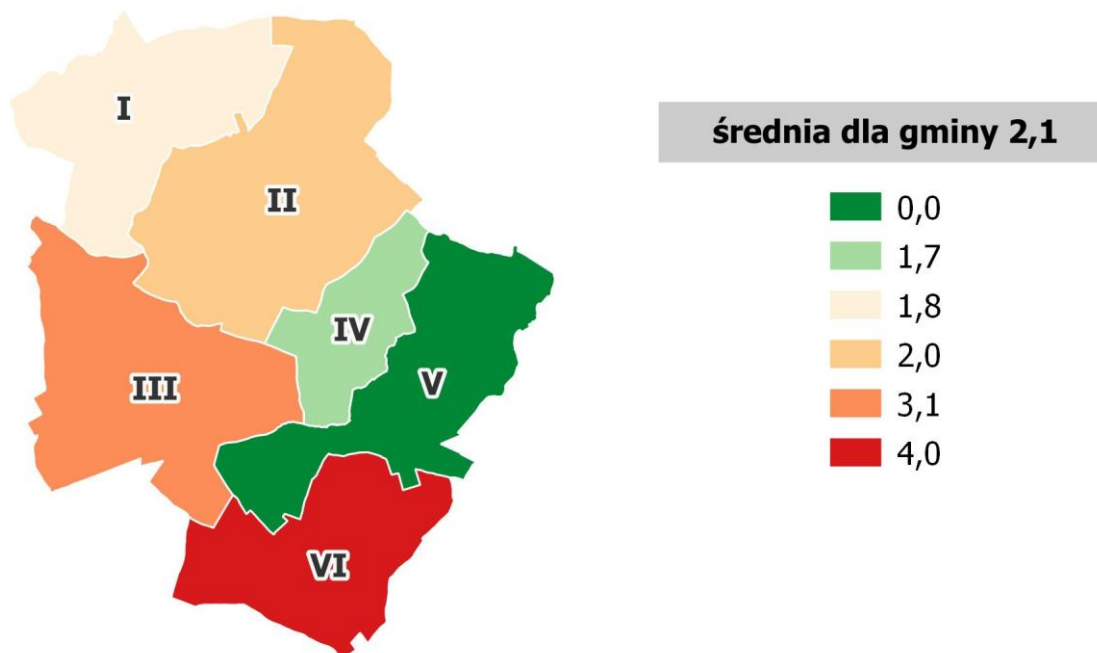 I
II
III
IV
V
VI
średnia dla gminy 2,1
0,0
1,7
1,8
2,0
3,1
4,0